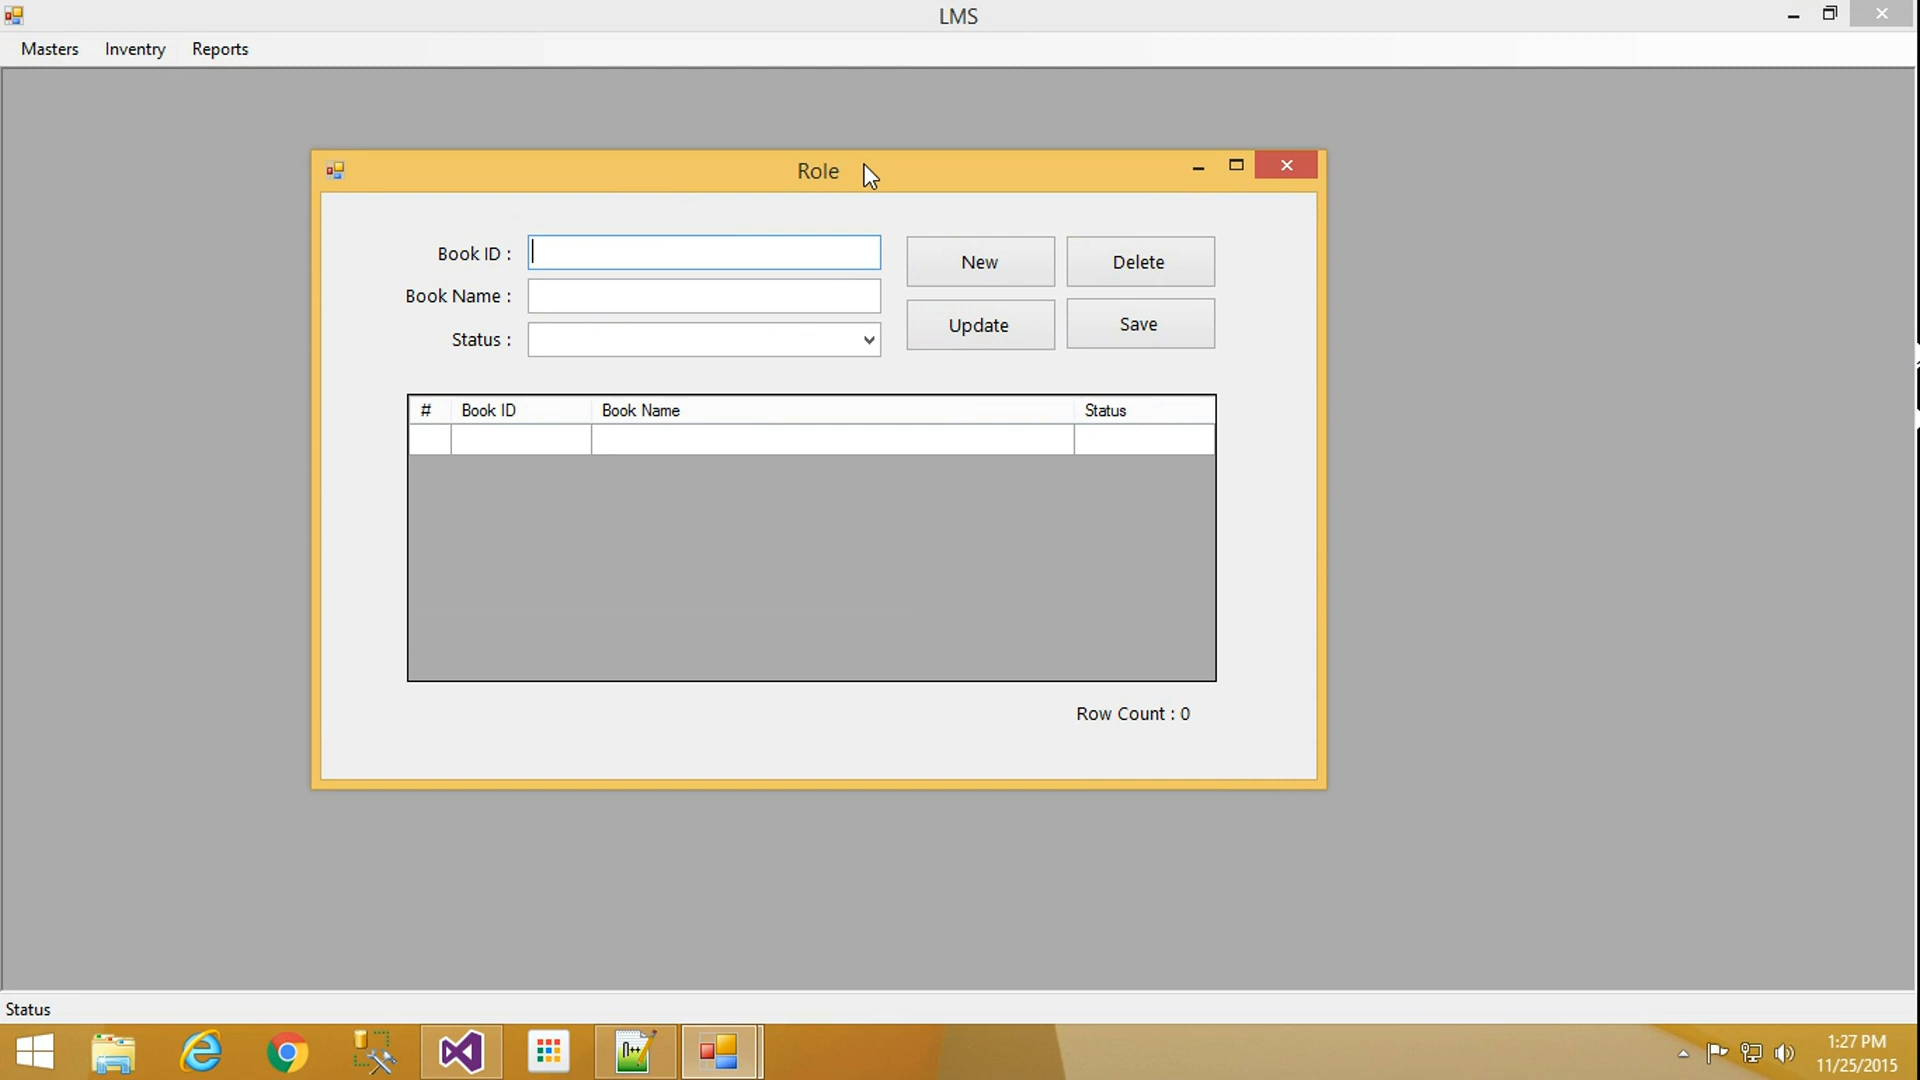 LMS
Masters Inventry Reports
Role
Book ID :
New
Delete
Book Name :
Update
Save
Status :
# Book ID Book Name Status
Row Count : 0
Status
1:27 PM
11/25/2015